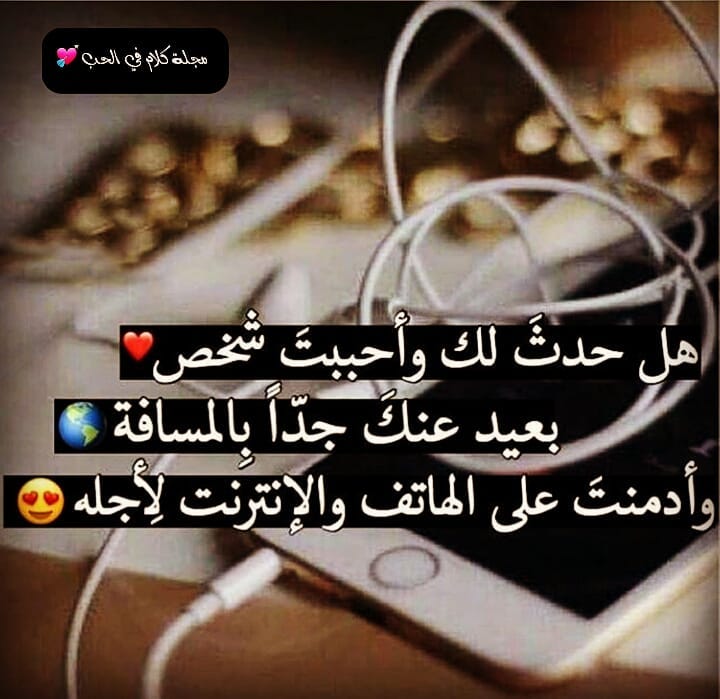 مجلة كلام في الحب 💘
هل حدثَ لك وأحببتَ شخص❤️
بعيد عنكَ جدّاً بِالمسافة🌎
وأدمنتَ على الهاتف والإنترنت لِأجله😍